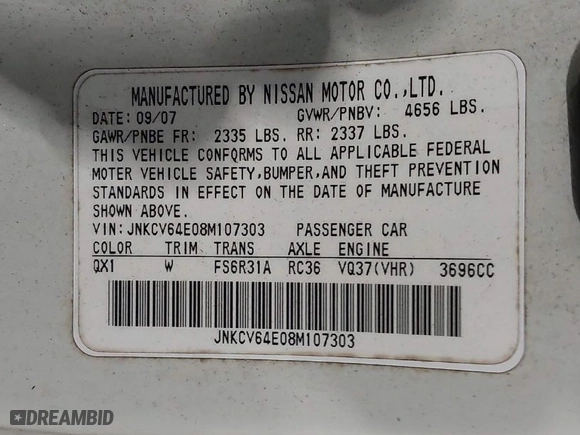 MANUFACTURED BY NISSAN MOTOR CO.,LTD.
DATE: 09/07 GVWR/PNBV: 4656 LBS.
GAWR/PNBE FR: 2335 LBS. RR: 2337 LBS.
THIS VEHICLE CONFORMS TO ALL APPLICABLE FEDERAL
MOTER VEHICLE SAFETY,BUMPER,AND THEFT PREVENTION
STANDARDS IN EFFECT ON THE DATE OF MANUFACTURE
SHOWN ABOVE.
VIN:JNKCV64E08M107303 PASSENGER CAR
COLOR TRIM TRANS AXLE ENGINE
QX1 W FS6R31A RC36 VQ37(VHR) 3696CC
JNKCV64E08M107303
DREAMBID